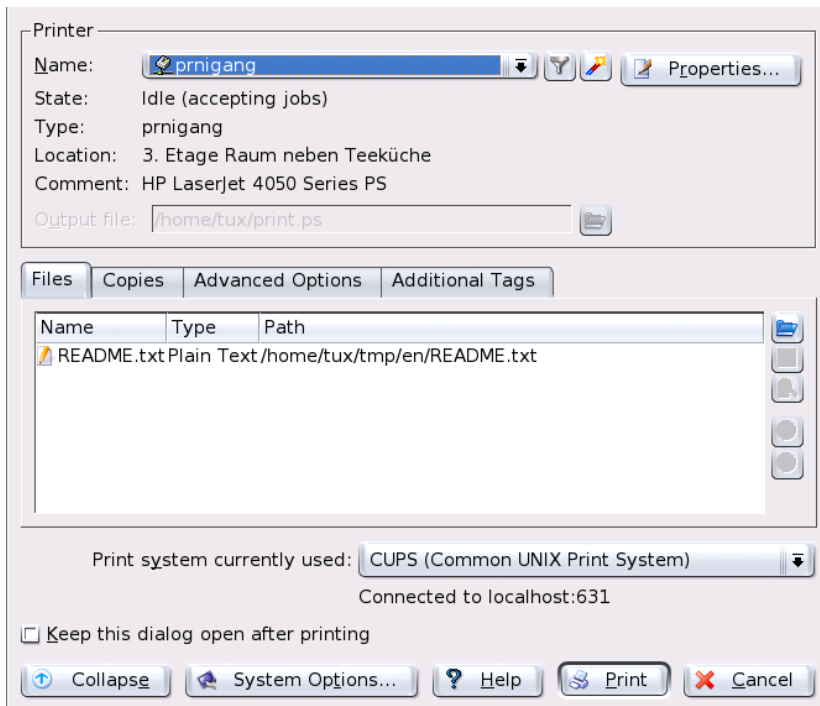 Printer
Name: prnigang Properties...
State: Idle (accepting jobs)
Type: prnigang
Location: 3. Etage Raum neben Teeküche
Comment: HP LaserJet 4050 Series PS
Output file: /home/tux/print.ps
Files Copies Advanced Options Additional Tags
Name Type Path
README.txt Plain Text /home/tux/tmp/en/README.txt
Print system currently used: CUPS (Common UNIX Print System)
Connected to localhost:631
Keep this dialog open after printing
Collapse System Options... Help Print Cancel